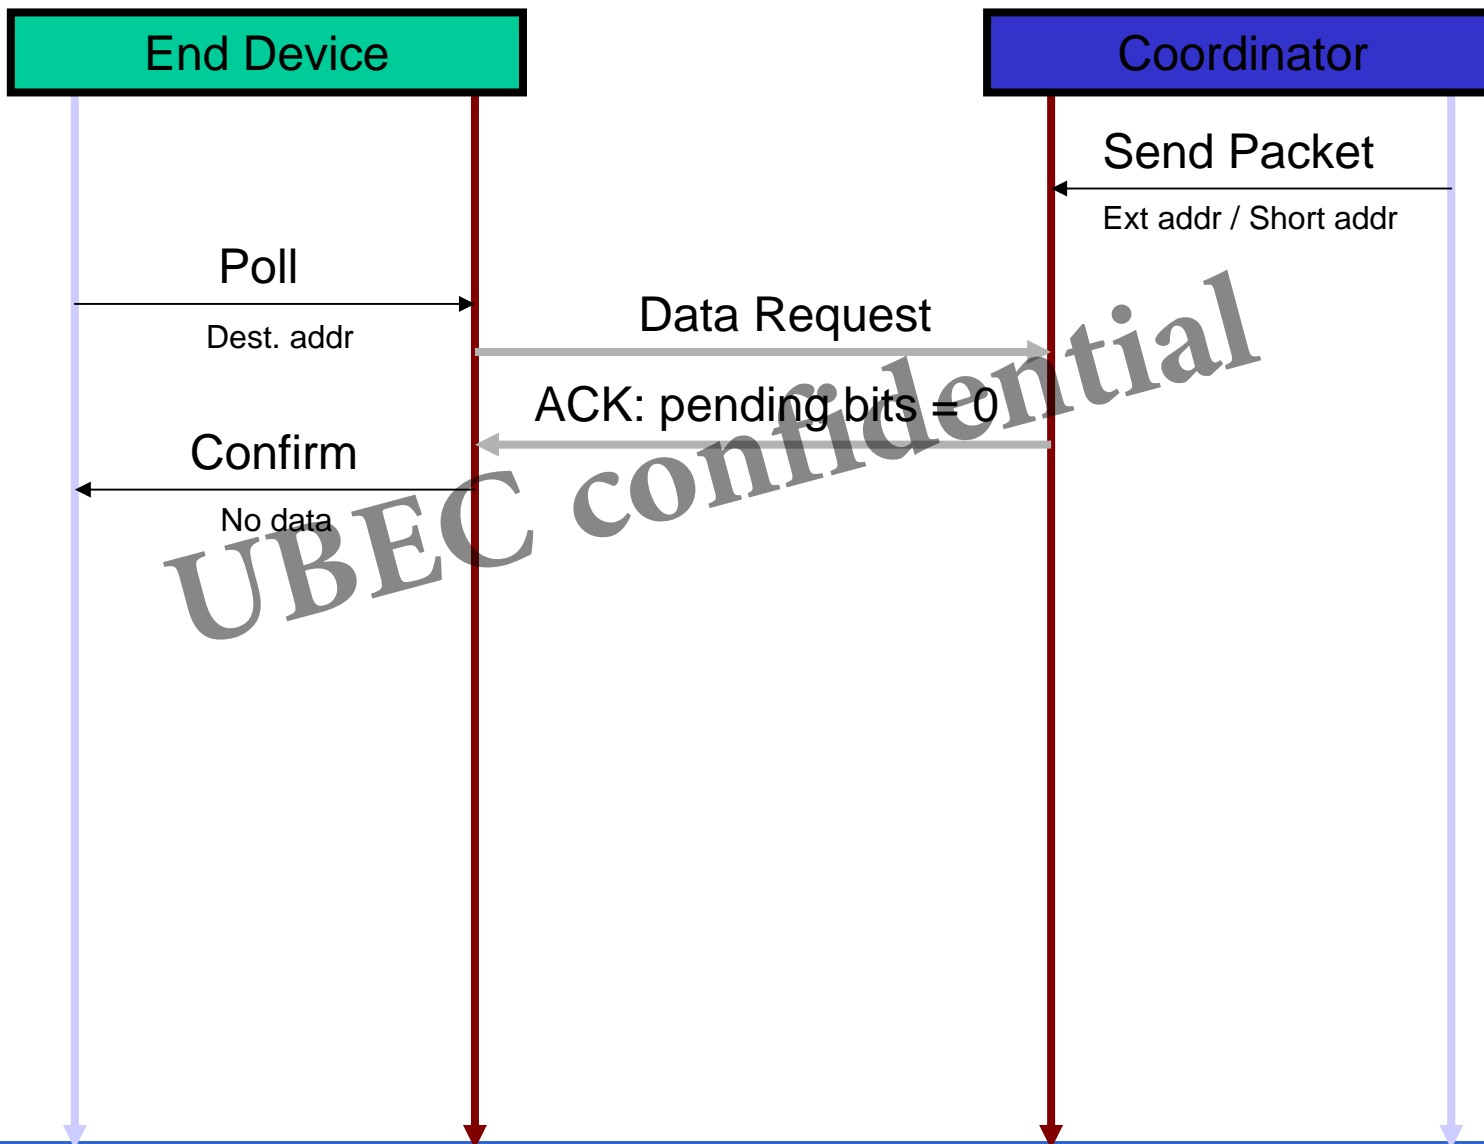 End Device
Coordinator
Send Packet
Ext addr / Short addr
Poll
Dest. addr
Data Request
ACK: pending bits = 0
Confirm
No data
UBEC confidential